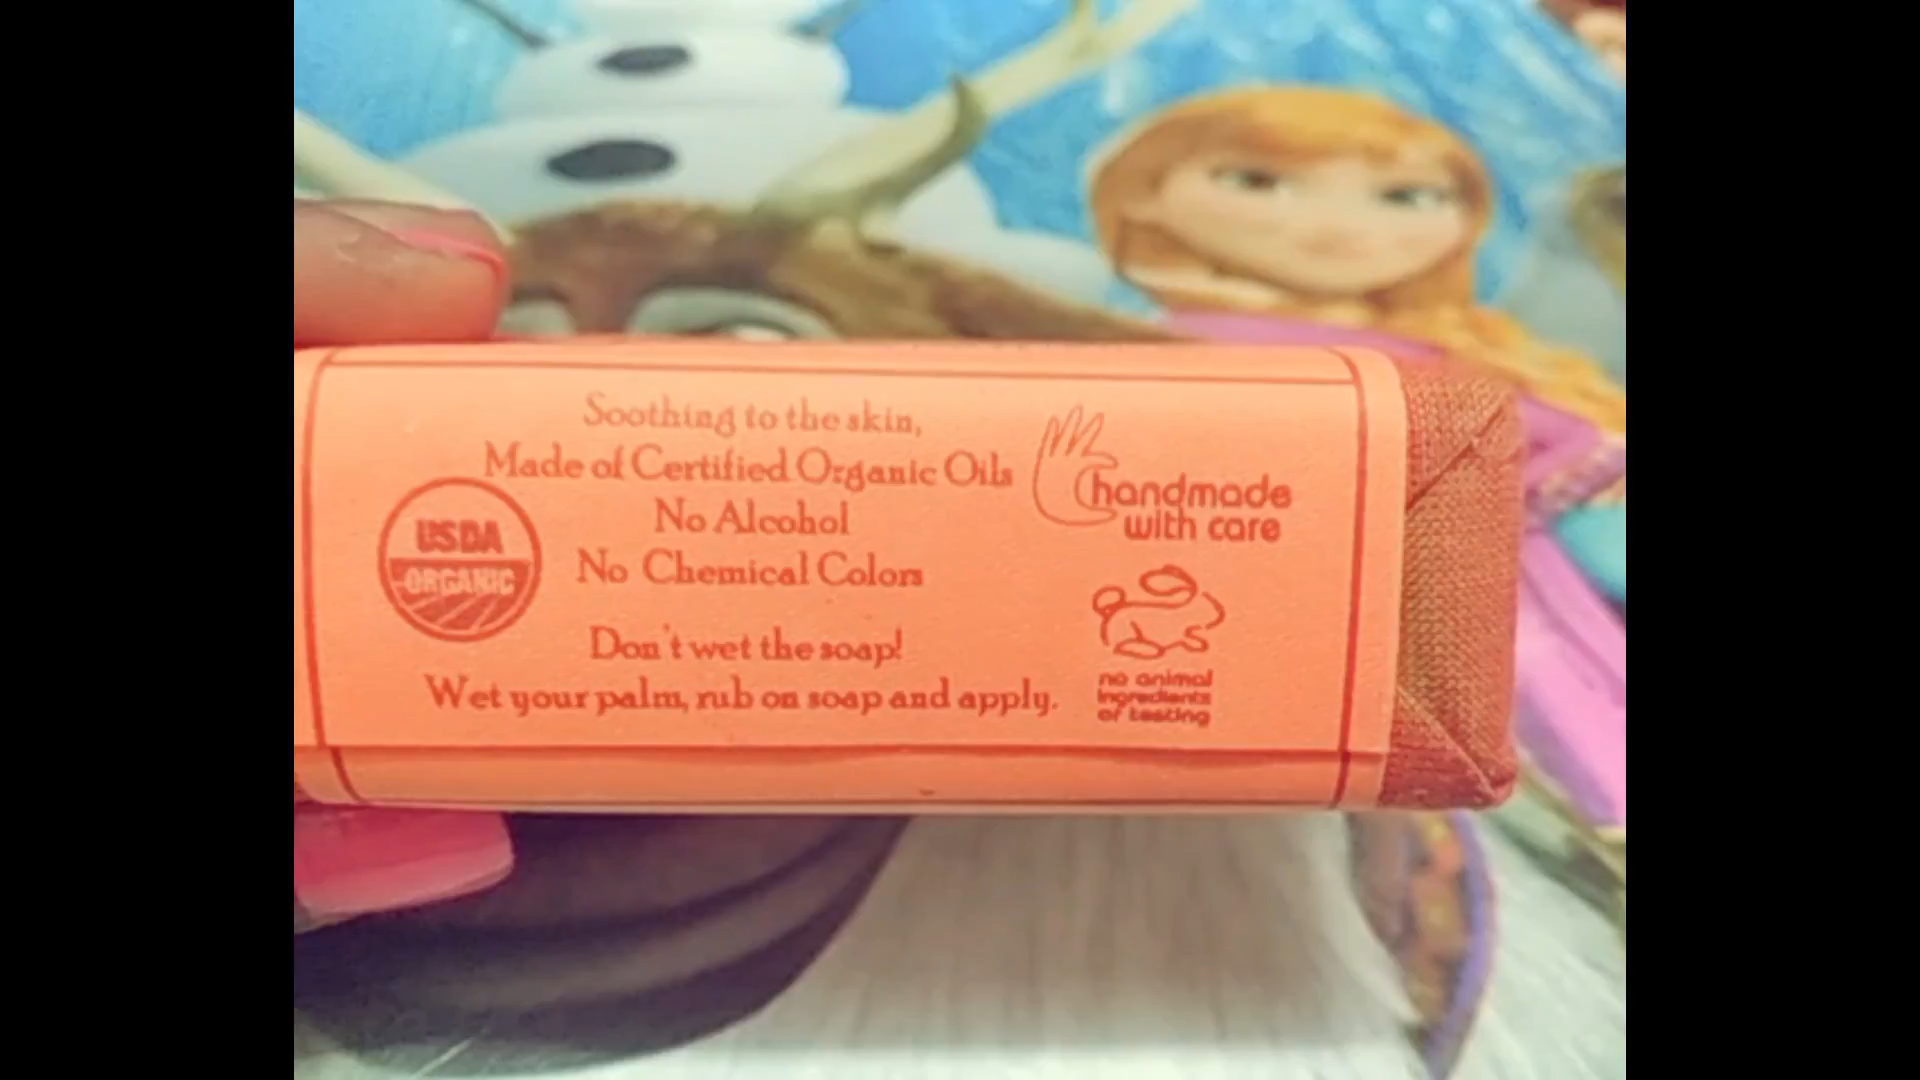 Soothing to the skin,
Made of Certified Organic Oils
No Alcohol
No Chemical Colors
Don't wet the soap!
Wet your palm, rub on soap and apply.
USDA
ORGANIC
handmade
with care
no animal
ingredients
or testing